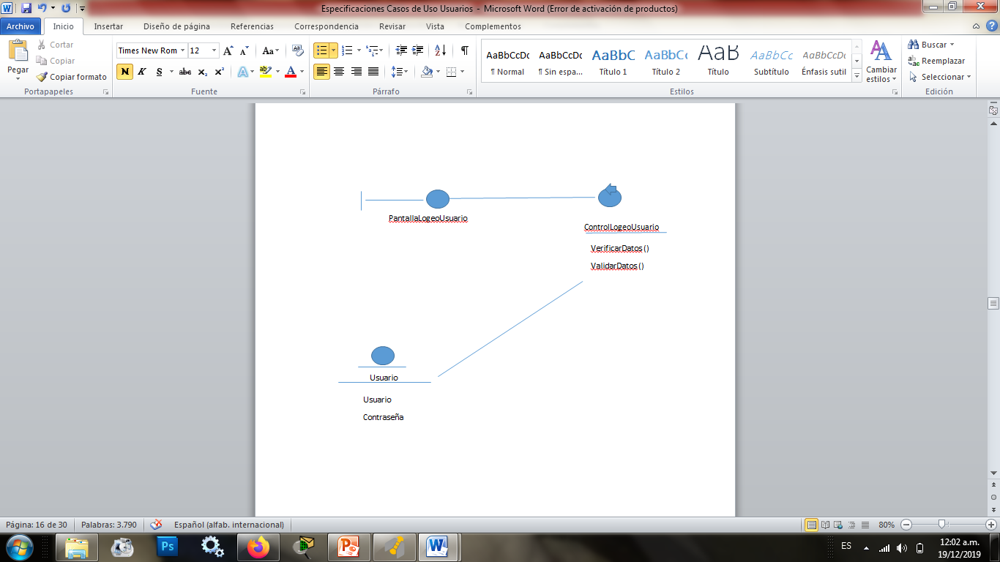 Especificaciones Casos de Uso Usuarios - Microsoft Word (Error de activación de productos)
Archivo Inicio Insertar Diseño de página Referencias Correspondencia Revisar Vista Complementos
Pegar
Cortar
Copiar
Copiar formato
Portapapeles
Times New Rom 12
N K S abc x₂ x²
Fuente
Párrafo
AaBbCcDc AaBbCcDc AaBbC AaBbCc AaB AaBbCc AaBbCcDc
¶ Normal ¶ Sin espa... Título 1 Título 2 Título Subtítulo Énfasis sutil
Estilos
Cambiar
estilos
Buscar
Reemplazar
Seleccionar
Edición
PantallaLogeoUsuario
ControlLogeoUsuario
VerificarDatos()
ValidarDatos()
Usuario
Usuario
Contraseña
Página: 16 de 30 Palabras: 3.790 Español (alfab. internacional) 80%
ES 12:02 a.m.
19/12/2019